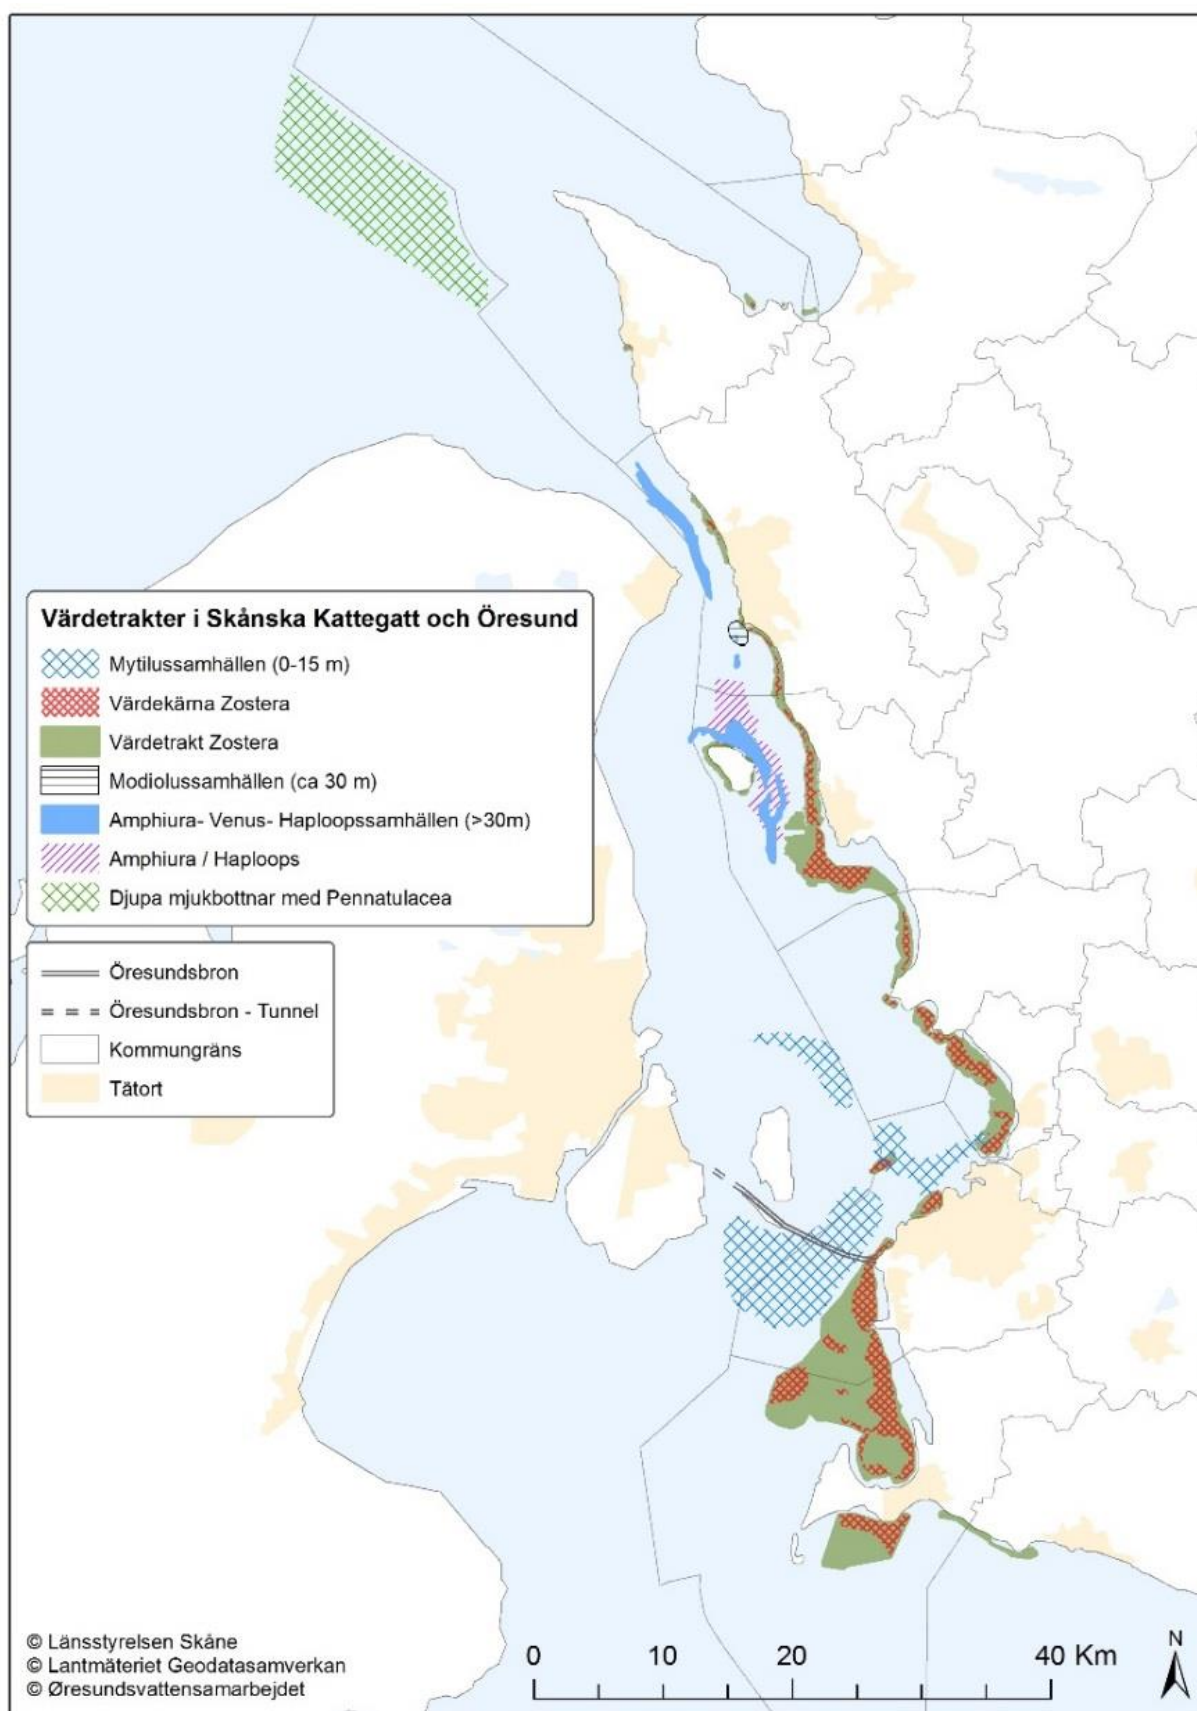 Värdetrakter i Skånska Kattegatt och Öresund
Mytilussamhällen (0-15 m)
Värdekärna Zostera
Värdetrakt Zostera
Modiolussamhällen (ca 30 m)
Amphiura- Venus- Haploopssamhällen (>30m)
Amphiura / Haploops
Djupa mjukbottnar med Pennatulacea
Öresundsbron
Öresundsbron - Tunnel
Kommungräns
Tätort
© Länsstyrelsen Skåne
© Lantmäteriet Geodatasamverkan
© Øresundsvattensamarbejdet
0 10 20 40 Km
N